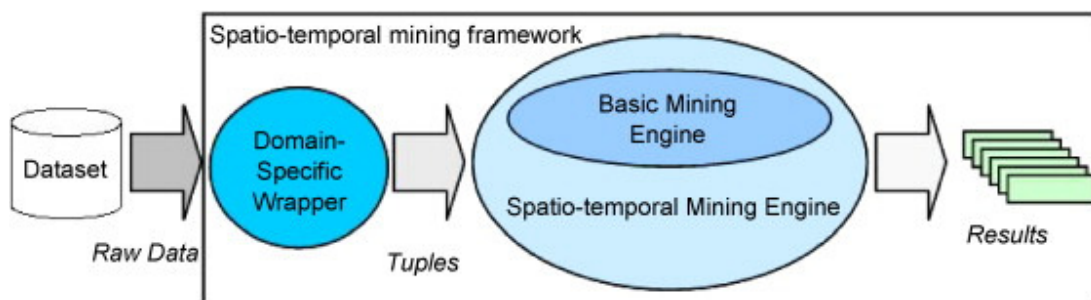 Spatio-temporal mining framework
Dataset
Raw Data
Domain-
Specific
Wrapper
Tuples
Basic Mining
Engine
Spatio-temporal Mining Engine
Results